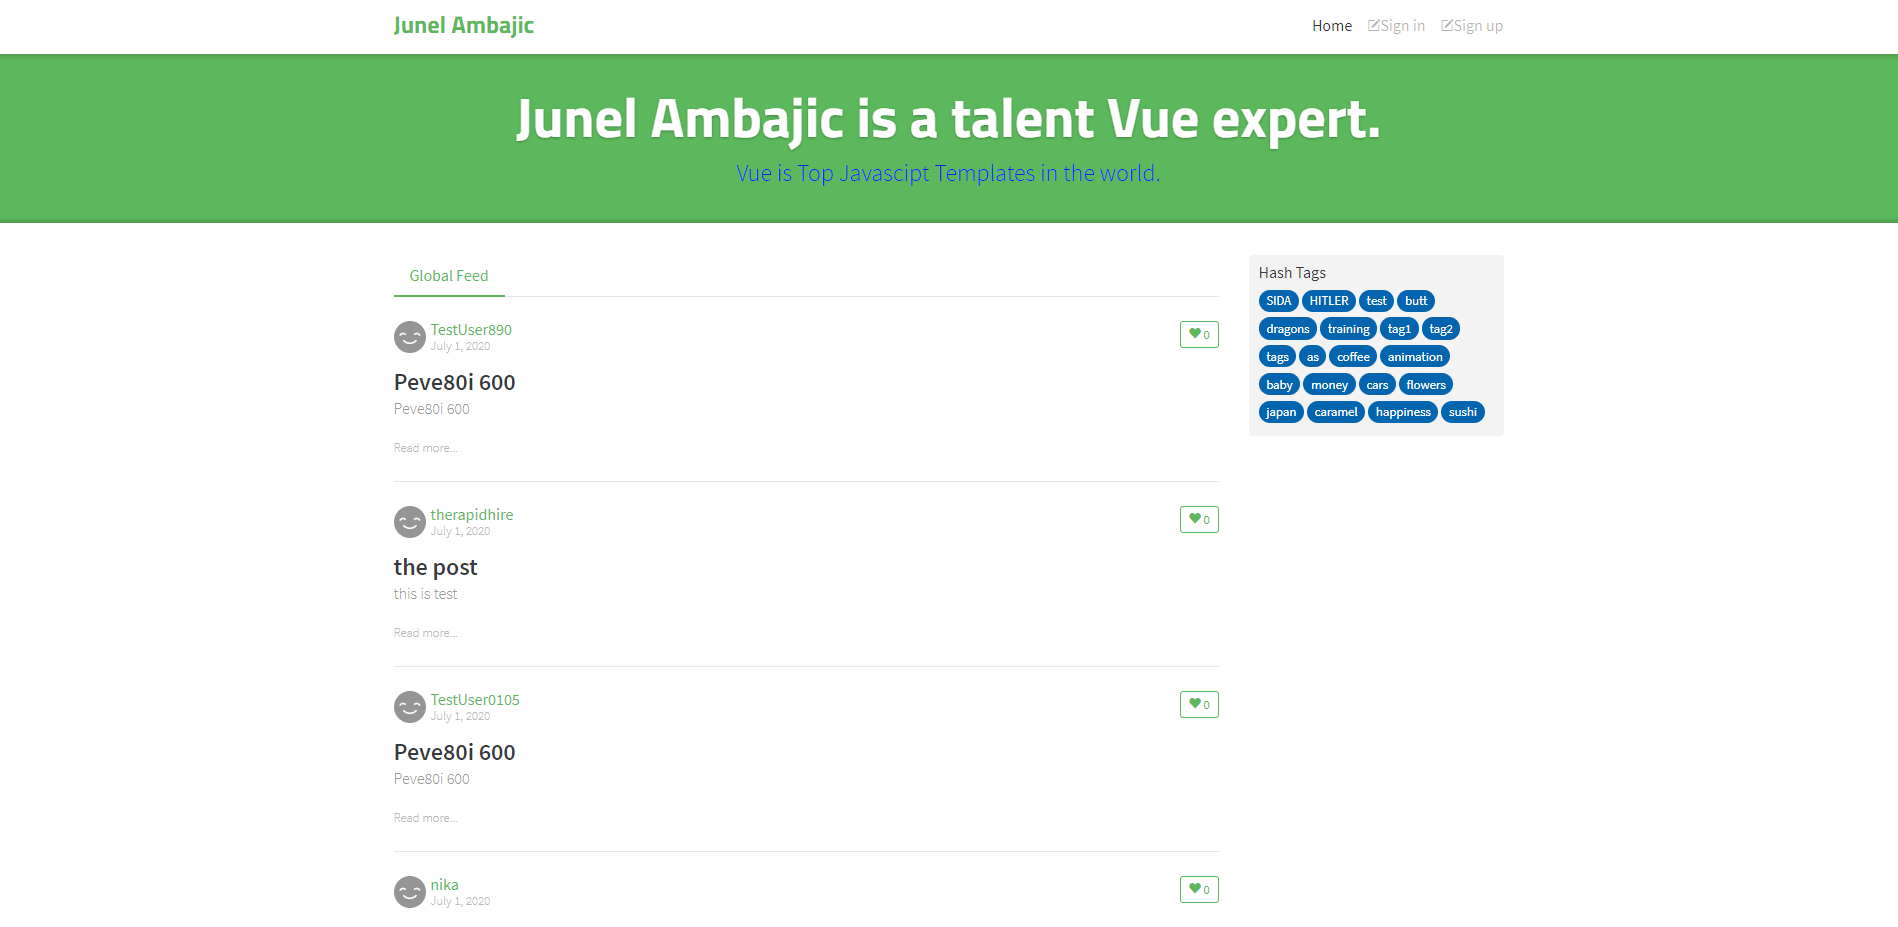 Junel Ambajic
Home Sign in Sign up
Junel Ambajic is a talent Vue expert.
Vue is Top Javascipt Templates in the world.
Global Feed
TestUser890
July 1, 2020
0
Peve80i 600
Peve80i 600
Read more...
therapidhire
July 1, 2020
0
the post
this is test
Read more...
TestUser0105
July 1, 2020
0
Peve80i 600
Peve80i 600
Read more...
nika
July 1, 2020
0
Hash Tags
SIDA HITLER test butt
dragons training tag1 tag2
tags as coffee animation
baby money cars flowers
japan caramel happiness sushi